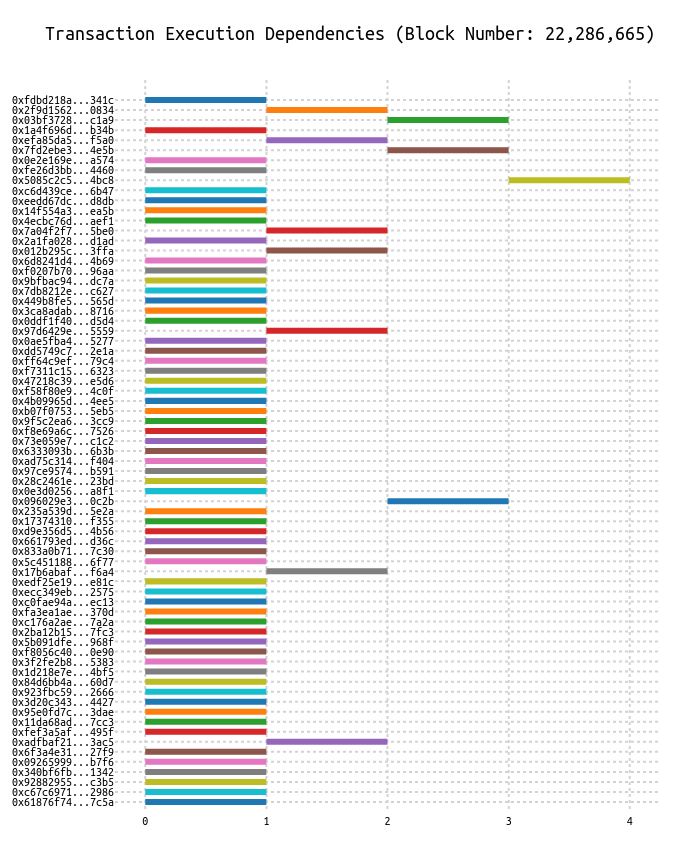 Transaction Execution Dependencies (Block Number: 22,286,665)
0xfdbd218a...341c
0x2f9d1562...0834
0x03bf3728...c1a9
0x1a4f696d...b34b
0xefa85da5...f5a0
0x7fd2ebe3...4e5b
0x0e2e169e...a574
0xfe26d3bb...4460
0x5085c2c5...4bc8
0xc6d439ce...6b47
0xeedd67dc...d8db
0x14f554a3...ea5b
0x4ecbc76d...aef1
0x7a04f2f7...5be0
0x2a1fa028...d1ad
0x012b295c...3ffa
0x6d8241d4...4b69
0xf0207b70...96aa
0x9bfbac94...dc7a
0x7db8212e...c627
0x449b8fe5...565d
0x3ca8adab...8716
0x0ddf1f40...d5d4
0x97d6429e...5559
0x0ae5fba4...5277
0xdd5749c7...2e1a
0xff64c9ef...79c4
0xf7311c15...6323
0x47218c39...e5d6
0xf58f80e9...4c0f
0x4b09965d...4ee5
0xb07f0753...5eb5
0x9f5c2ea6...3cc9
0xf8e69a6c...7526
0x73e059e7...c1c2
0x6333093b...6b3b
0xad75c314...f404
0x97ce9574...b591
0x28c2461e...23bd
0x0e3d0256...a8f1
0x096029e3...0c2b
0x235a539d...5e2a
0x17374310...f355
0xd9e356d5...4b56
0x661793ed...d36c
0x833a0b71...7c30
0x5c451188...6f77
0x17b6abaf...f6a4
0xedf25e19...e81c
0xecc349eb...2575
0xc0fae94a...ec13
0xfa3ea1ae...370d
0xc176a2ae...7a2a
0x2ba12b15...7fc3
0x5b091dfe...968f
0xf8056c40...0e90
0x3f2fe2b8...5383
0x1d218e7e...4bf5
0x84d6bb4a...60d7
0x923fbc59...2666
0x3d20c343...4427
0x95e0fd7c...3dae
0x11da68ad...7cc3
0xfef3a5af...495f
0xadfbaf21...3ac5
0x6f3a4e31...27f9
0x09265999...b7f6
0x340bf6fb...1342
0x92882955...c3b5
0xc67c6971...2986
0x61876f74...7c5a
0 1 2 3 4